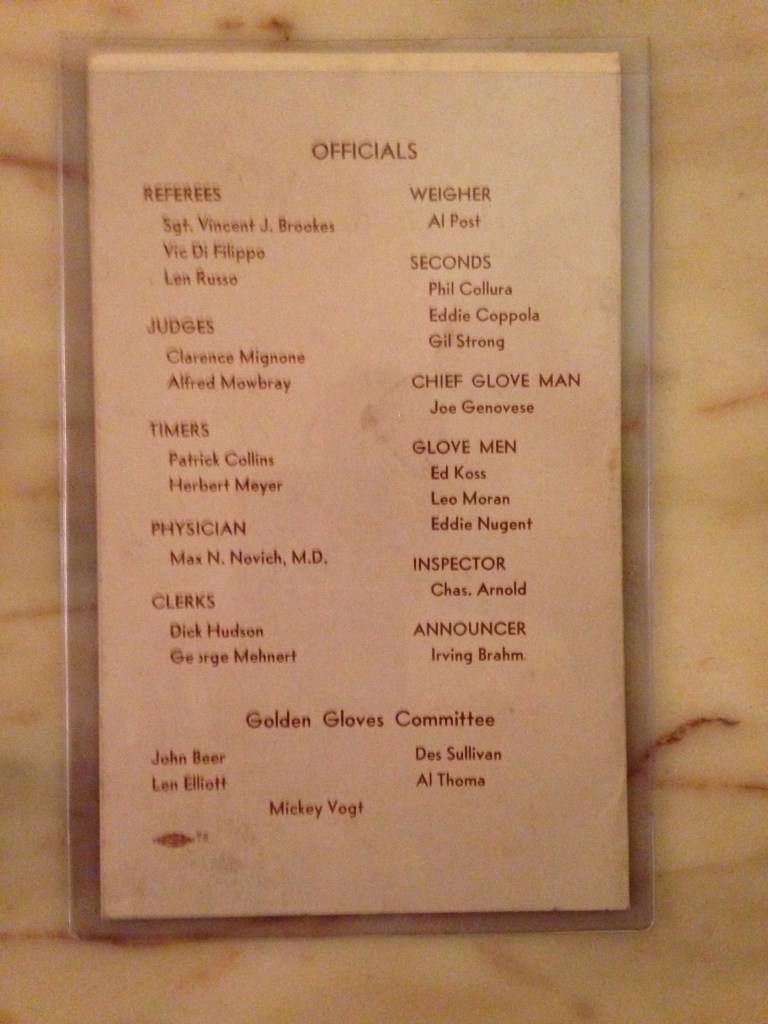 OFFICIALS
REFEREES
Sgt. Vincent J. Brookes
Vic Di Filippo
Len Russo
JUDGES
Clarence Mignone
Alfred Mowbray
TIMERS
Patrick Collins
Herbert Meyer
PHYSICIAN
Max N. Novich, M.D.
CLERKS
Dick Hudson
George Mehnert
WEIGHER
Al Post
SECONDS
Phil Collura
Eddie Coppola
Gil Strong
CHIEF GLOVE MAN
Joe Genovese
GLOVE MEN
Ed Koss
Leo Moran
Eddie Nugent
INSPECTOR
Chas. Arnold
ANNOUNCER
Irving Brahm
Golden Gloves Committee
John Beer
Len Elliott
Des Sullivan
Al Thoma
Mickey Vogt